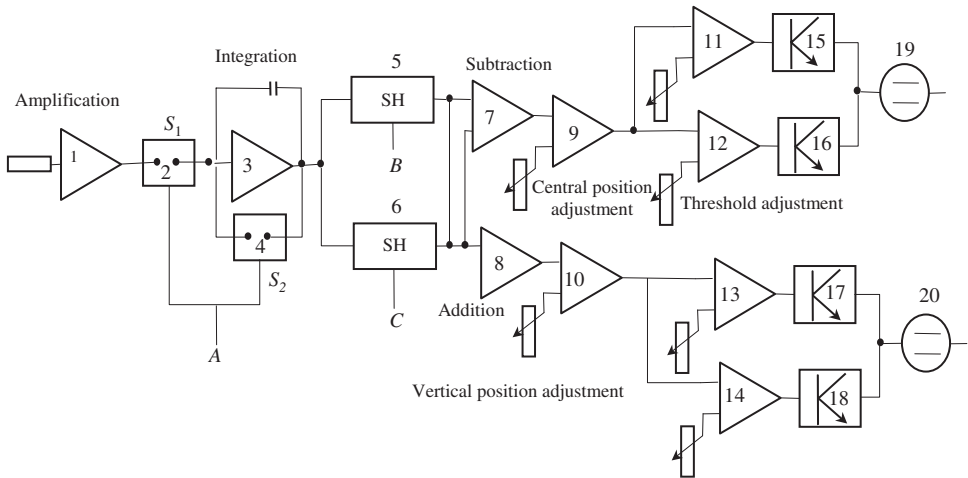 Amplification
1
S1
2
Integration
3
4
S2
A
5
SH
B
6
SH
C
Subtraction
7
8
Addition
9
Central position
adjustment
10
Vertical position adjustment
11
12
Threshold adjustment
13
14
15
16
17
18
19
20